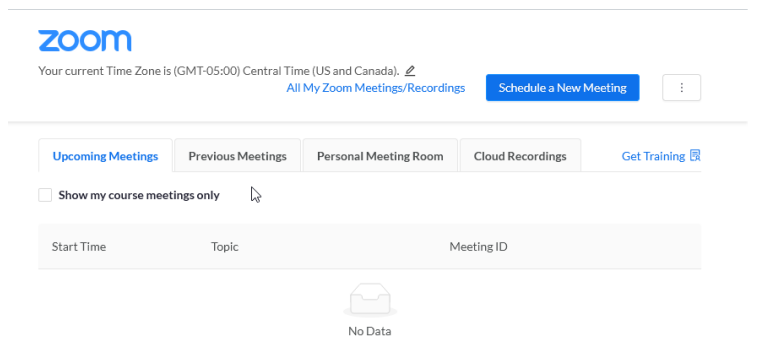 zoom
Your current Time Zone is (GMT-05:00) Central Time (US and Canada).
All My Zoom Meetings/Recordings Schedule a New Meeting
Upcoming Meetings Previous Meetings Personal Meeting Room Cloud Recordings Get Training
Show my course meetings only
Start Time Topic Meeting ID
No Data